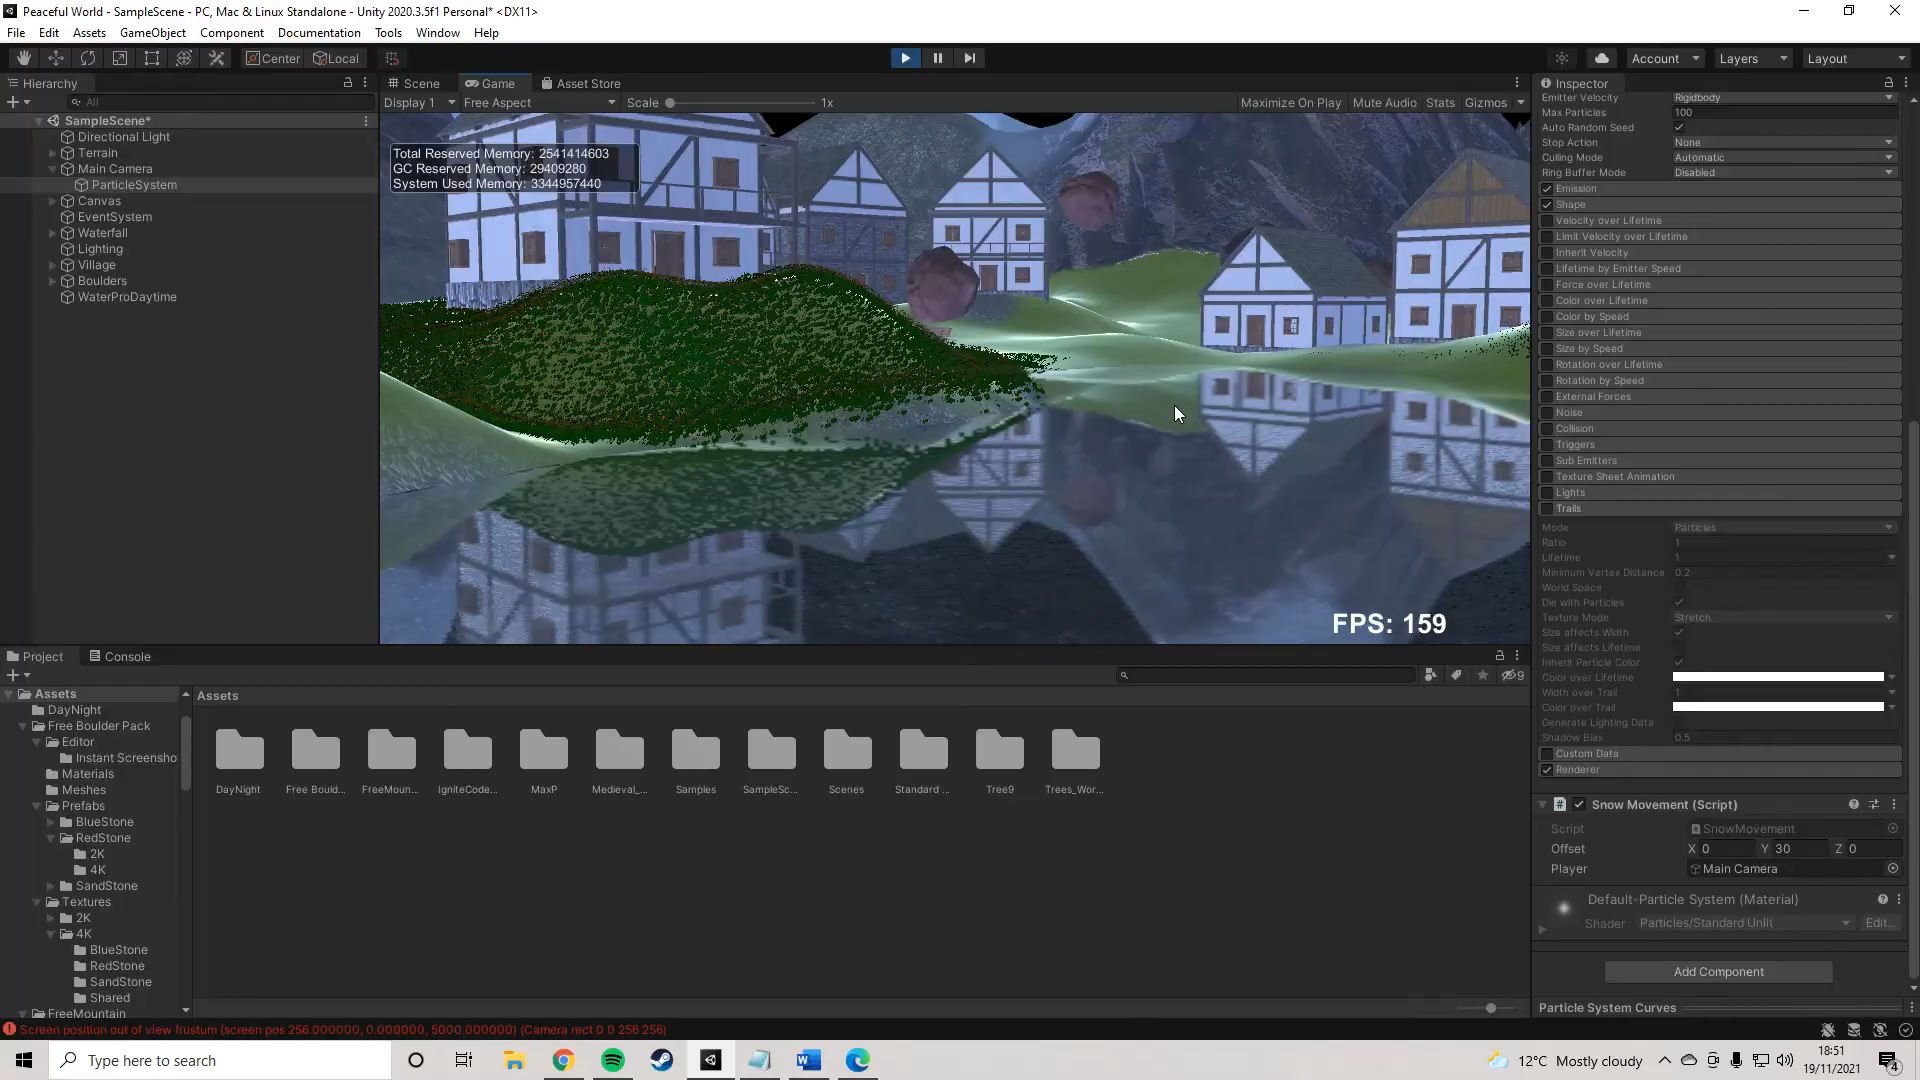 Peaceful World - SampleScene - PC, Mac & Linux Standalone - Unity 2020.3.5f1 Personal* <DX11>
File Edit Assets GameObject Component Documentation Tools Window Help
Center Local Account Layers Layout
Hierarchy
All
SampleScene*
Directional Light
Terrain
Main Camera
ParticleSystem
Canvas
EventSystem
Waterfall
Lighting
Village
Boulders
WaterProDaytime
Scene Game Asset Store
Display 1 Free Aspect Scale 1x Maximize On Play Mute Audio Stats Gizmos
Total Reserved Memory: 2541414603
GC Reserved Memory: 29409280
System Used Memory: 3344957440
FPS: 159
Inspector
Emitter Velocity Rigidbody
Max Particles 100
Auto Random Seed
Stop Action None
Culling Mode Automatic
Ring Buffer Mode Disabled
Emission
Shape
Velocity over Lifetime
Limit Velocity over Lifetime
Inherit Velocity
Lifetime by Emitter Speed
Force over Lifetime
Color over Lifetime
Color by Speed
Size over Lifetime
Size by Speed
Rotation over Lifetime
Rotation by Speed
External Forces
Noise
Collision
Triggers
Sub Emitters
Texture Sheet Animation
Lights
Trails
Mode Particles
Ratio 1
Lifetime 1
Minimum Vertex Distance 0.2
World Space
Die with Particles
Texture Mode Stretch
Size affects Width
Size affects Lifetime
Inherit Particle Color
Color over Lifetime
Width over Trail 1
Color over Trail
Generate Lighting Data
Shadow Bias 0.5
Custom Data
Renderer
# Snow Movement (Script)
Script SnowMovement
Offset X 0 Y 30 Z 0
Player Main Camera
Default-Particle System (Material)
Shader Particles/Standard Unlit Edit...
Add Component
Particle System Curves
Project Console
9
Assets
DayNight
Free Boulder Pack
Editor
Instant Screensho
Materials
Meshes
Prefabs
BlueStone
RedStone
2K
4K
SandStone
Textures
2K
4K
BlueStone
RedStone
SandStone
Shared
FreeMountain
Assets
DayNight Free Bould... FreeMoun... IgniteCode... MaxP Medieval_... Samples SampleSc... Scenes Standard ... Tree9 Trees_Wor...
Screen position out of view frustum (screen pos 256.000000, 0.000000, 5000.000000) (Camera rect 0 0 256 256)
Type here to search
12°C Mostly cloudy
18:51
19/11/2021
4